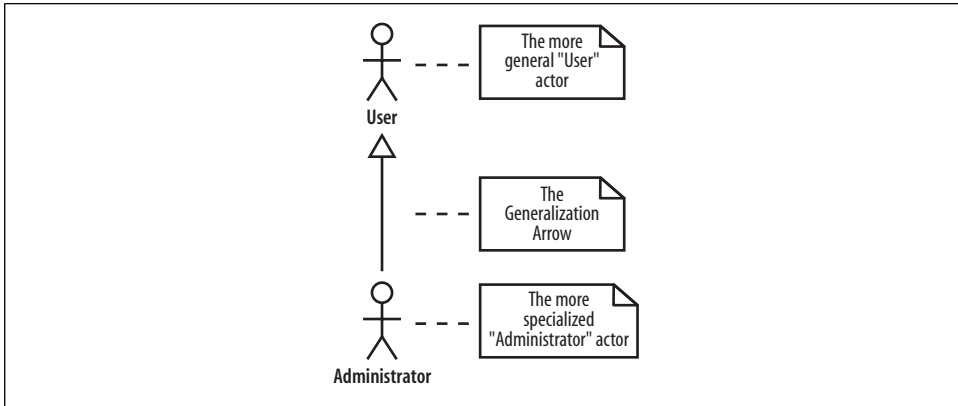 The more
general "User"
actor
User
The
Generalization
Arrow
The more
specialized
"Administrator" actor
Administrator